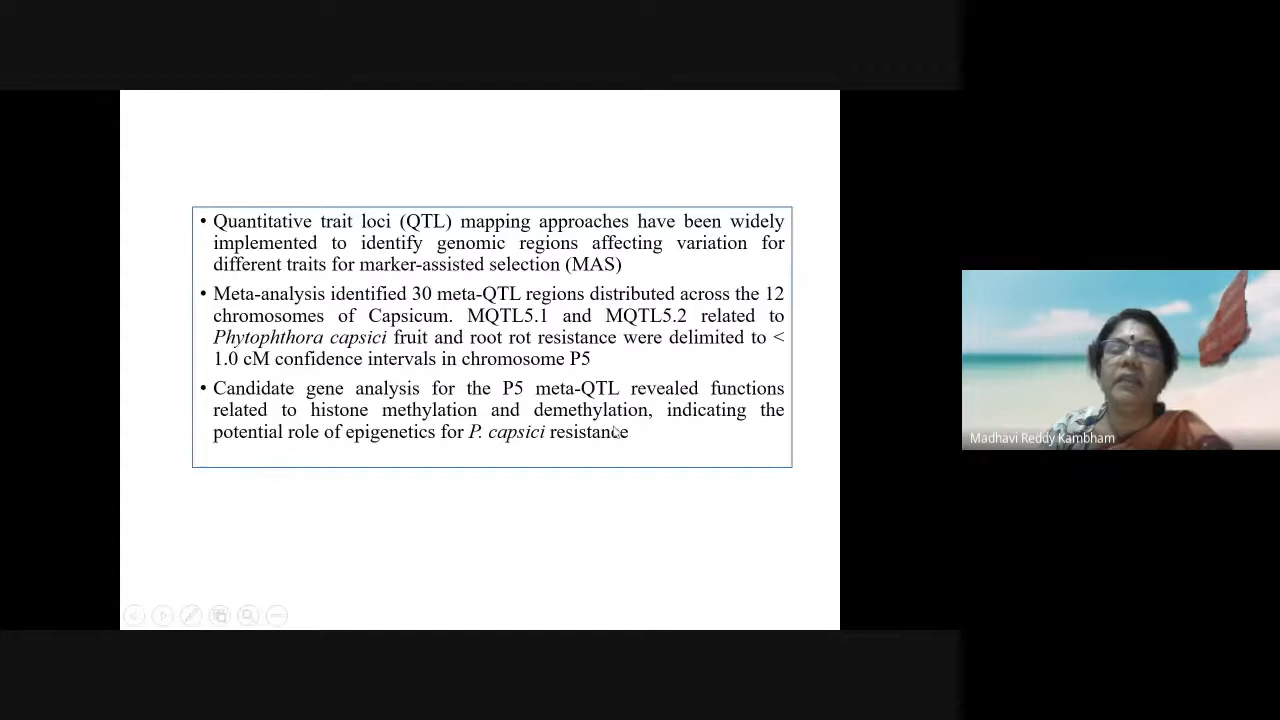 • Quantitative trait loci (QTL) mapping approaches have been widely
implemented to identify genomic regions affecting variation for
different traits for marker-assisted selection (MAS)
• Meta-analysis identified 30 meta-QTL regions distributed across the 12
chromosomes of Capsicum. MQTL5.1 and MQTL5.2 related to
Phytophthora capsici fruit and root rot resistance were delimited to <
1.0 cM confidence intervals in chromosome P5
• Candidate gene analysis for the P5 meta-QTL revealed functions
related to histone methylation and demethylation, indicating the
potential role of epigenetics for P. capsici resistance
Madhavi Reddy Kambham